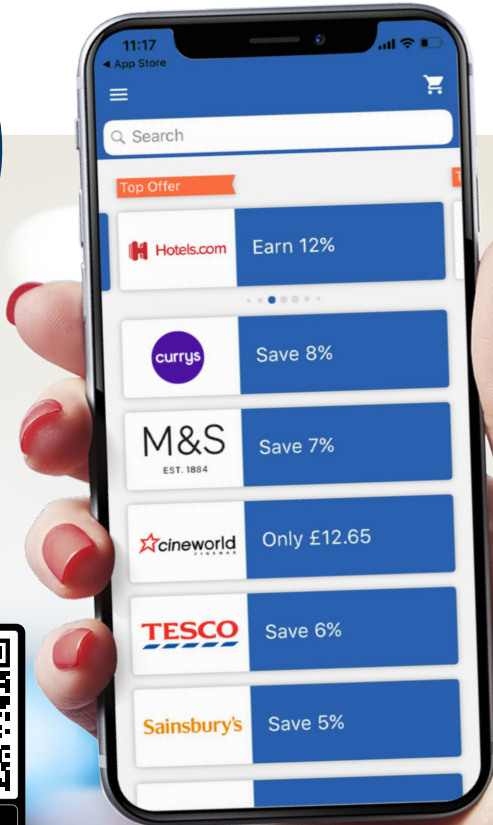 11:17
App Store
Search
Top Offer
Hotels.com
Earn 12%
currys
Save 8%
M&S
EST. 1884
Save 7%
cineworld
CINEMAS
Only £12.65
TESCO
Save 6%
Sainsbury's
Save 5%